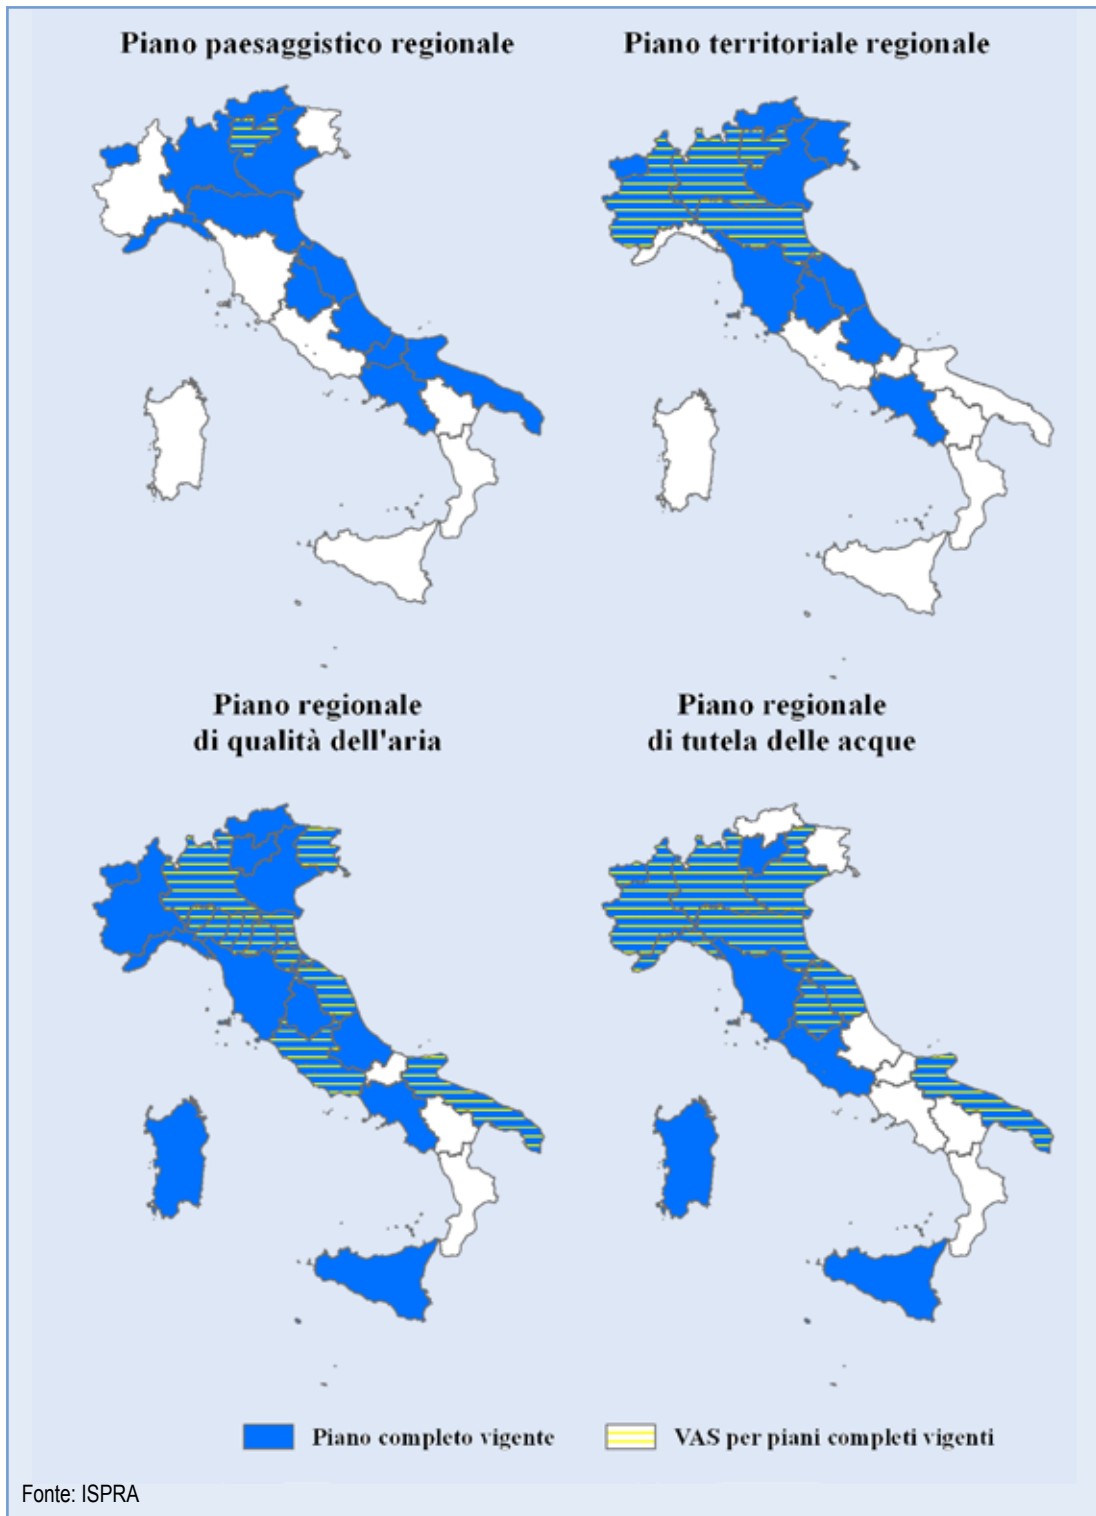 Piano paesaggistico regionale
Piano territoriale regionale
Piano regionale
di qualità dell'aria
Piano regionale
di tutela delle acque
Piano completo vigente
VAS per piani completi vigenti
Fonte: ISPRA